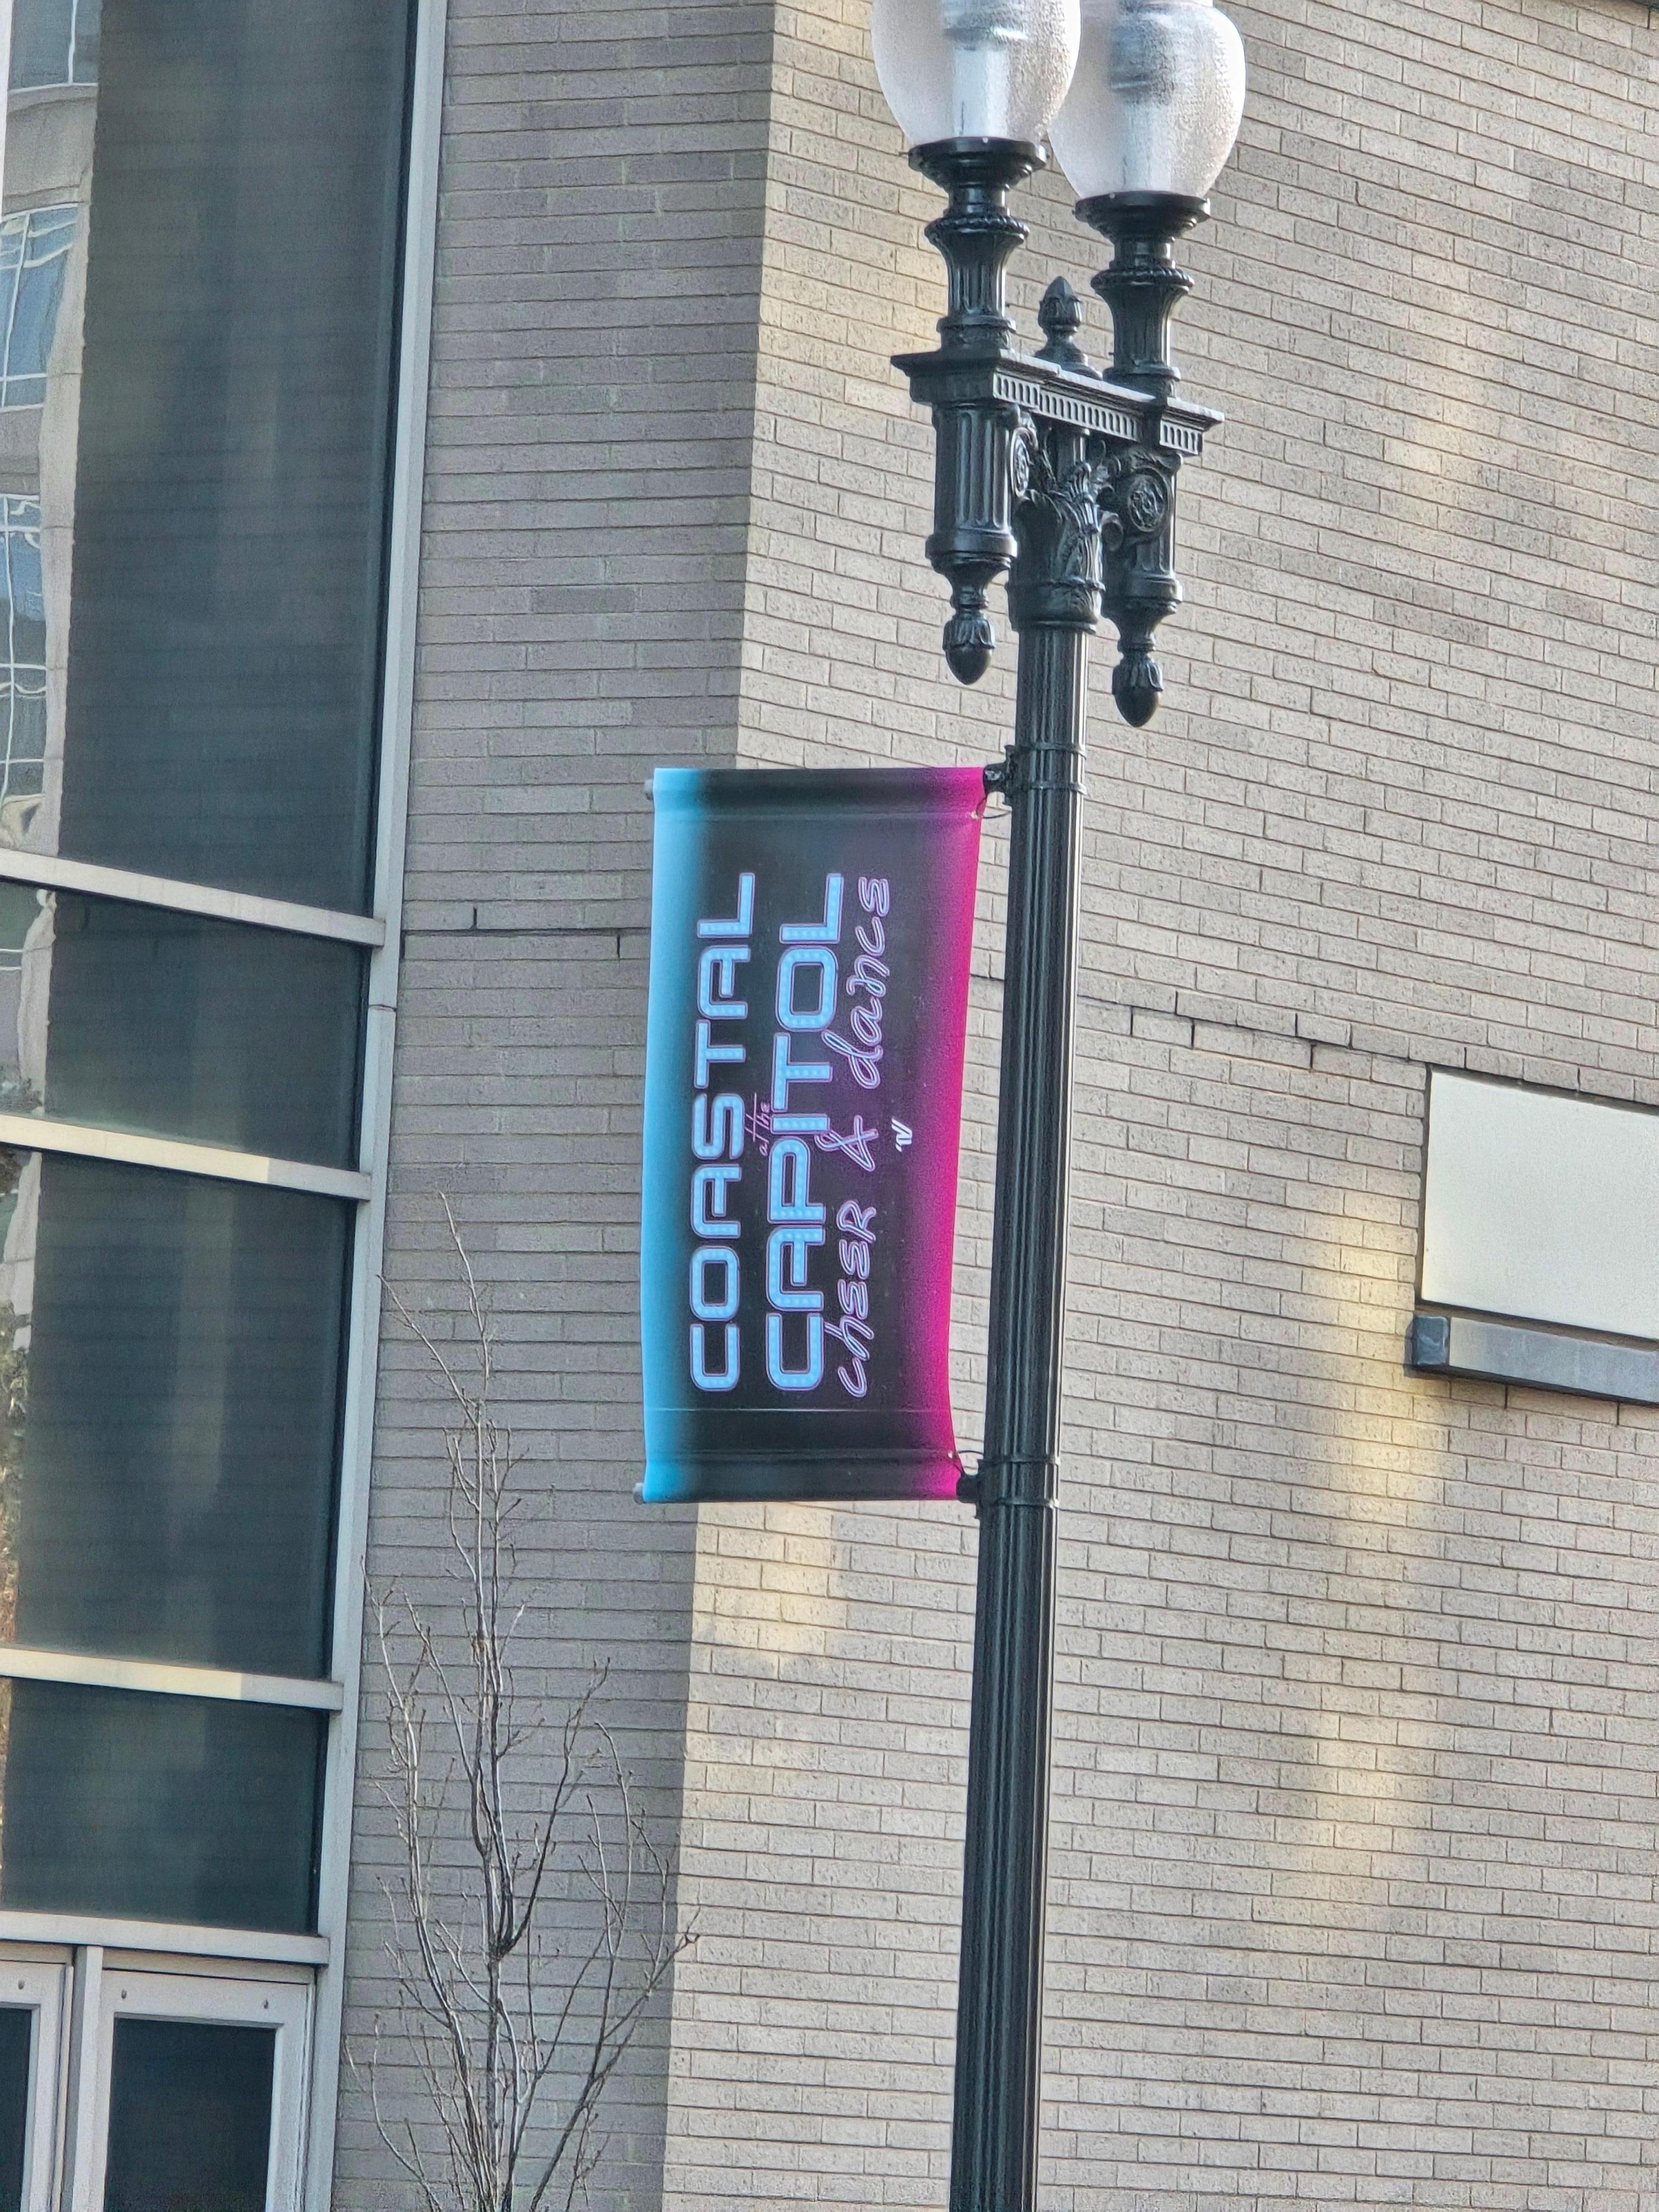 COASTAL
at the
CAPITOL
cheer & dance